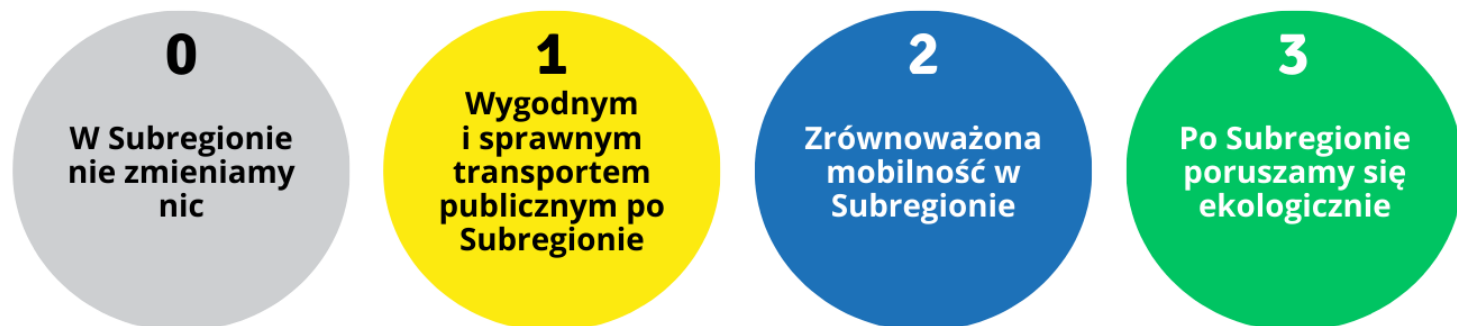 0
W Subregionie
nie zmieniamy
nic
1
Wygodnym
i sprawnym
transportem
publicznym po
Subregionie
2
Zrównoważona
mobilność w
Subregionie
3
Po Subregionie
poruszamy się
ekologicznie